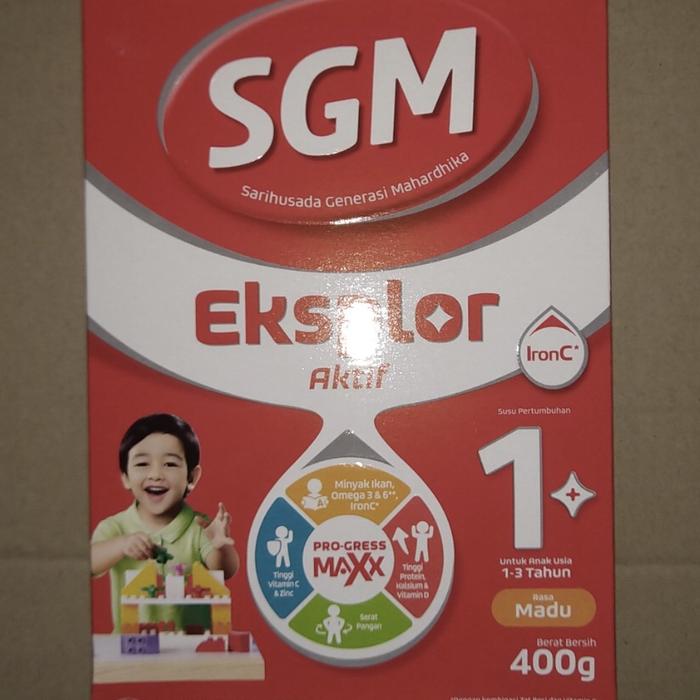 SGM
Sarihusada Generasi Mahardhika
Eksplor
Aktif
IronC*
Susu Pertumbuhan
1+
Untuk Anak Usia
1-3 Tahun
Rasa
Madu
Berat Bersih
400g
Minyak Ikan,
Omega 3 & 6**,
IronC*
A
PRO-GRESS
MAXx
Tinggi
Vitamin C
& Zinc
Tinggi
Protein,
Kalsium &
Vitamin D
Serat
Pangan